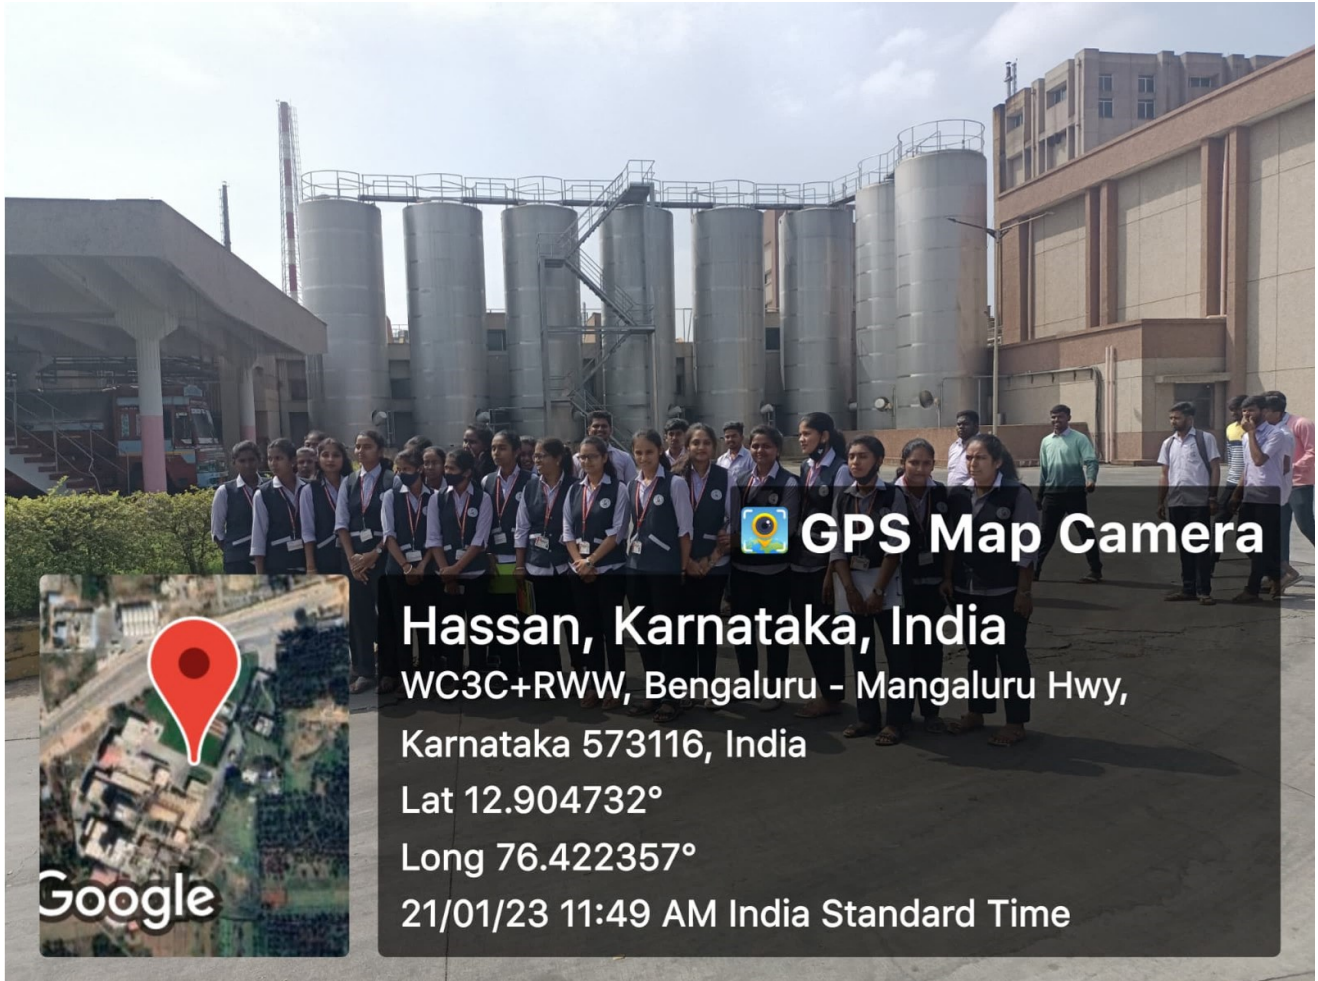 GPS Map Camera
Hassan, Karnataka, India
WC3C+RWW, Bengaluru - Mangaluru Hwy,
Karnataka 573116, India
Lat 12.904732°
Long 76.422357°
21/01/23 11:49 AM India Standard Time
Google